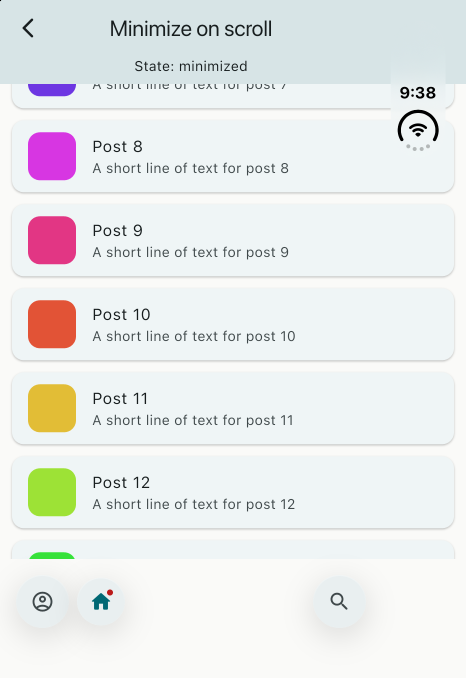 Minimize on scroll
State: minimized
9:38
A short line of text for post 7
Post 8
A short line of text for post 8
Post 9
A short line of text for post 9
Post 10
A short line of text for post 10
Post 11
A short line of text for post 11
Post 12
A short line of text for post 12